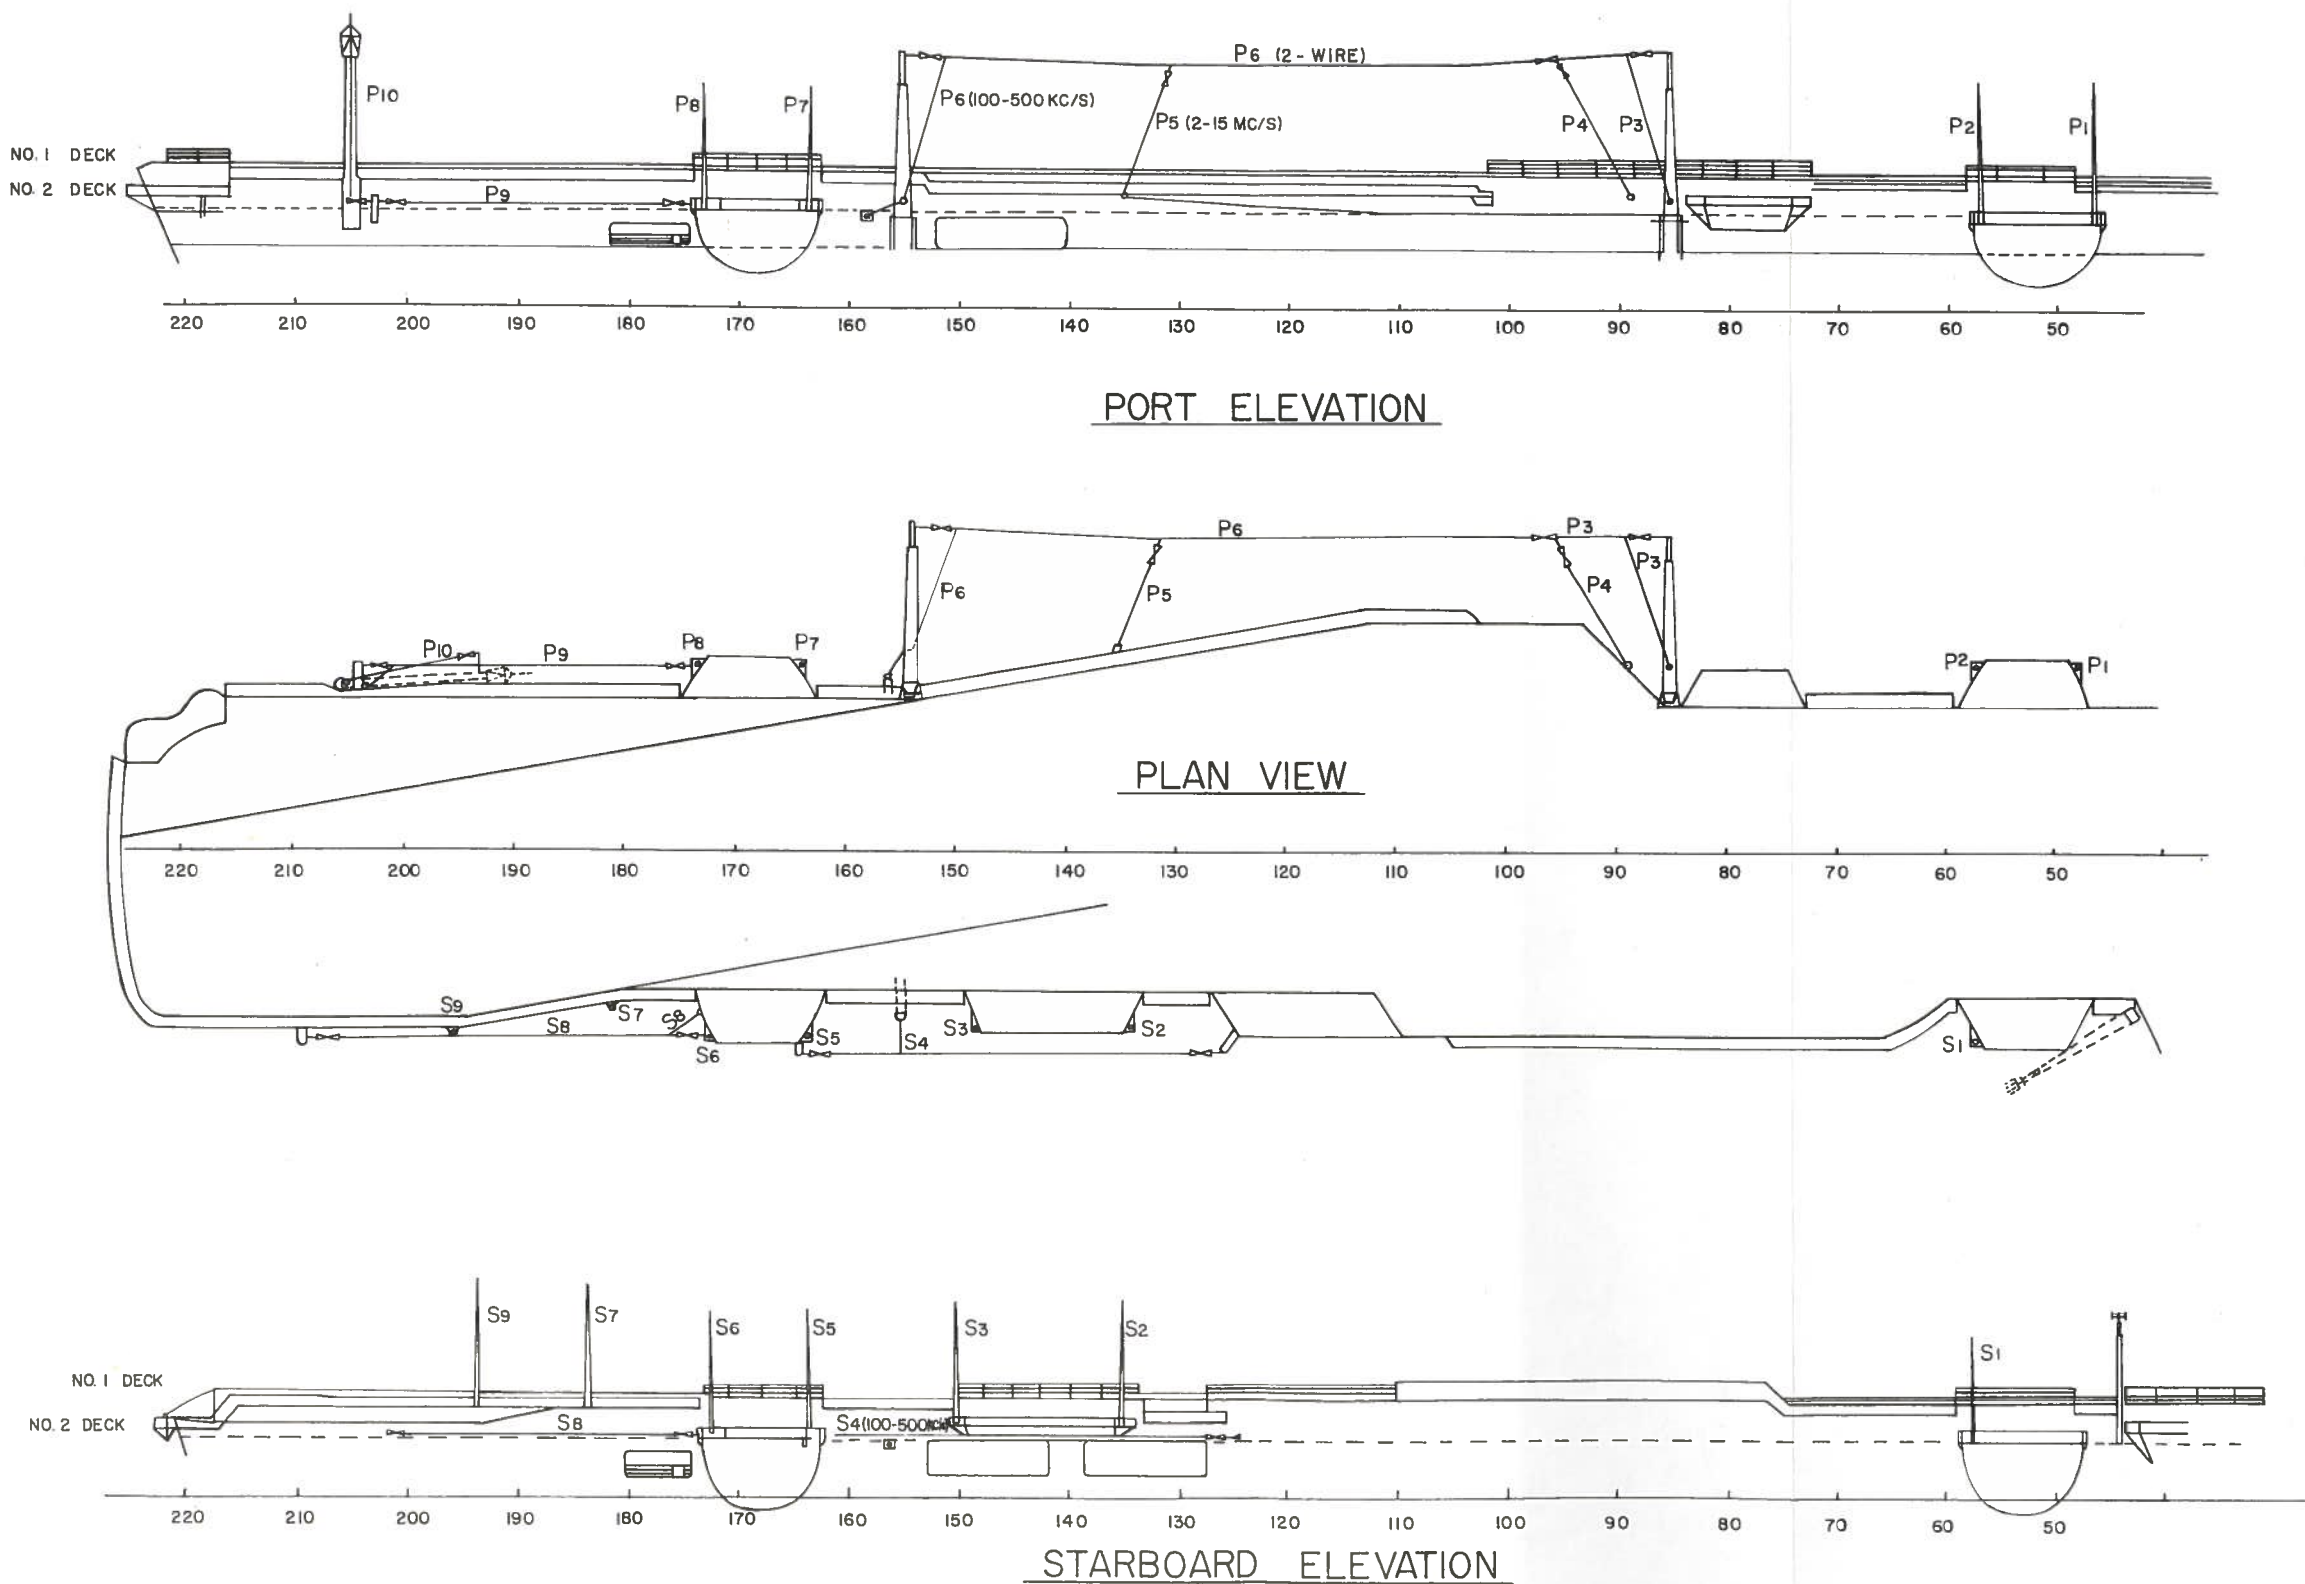 P6 (2-WIRE)
P10
P8
P7
P6 (100-500 KC/S)
P5 (2-15 MC/S)
P4
P3
P2
P1
NO. 1 DECK
NO. 2 DECK
P9
220 210 200 190 180 170 160 150 140 130 120 110 100 90 80 70 60 50
PORT ELEVATION
P6
P3
P6
P5
P4
P3
P10
P9
P8
P7
P2
P1
PLAN VIEW
220 210 200 190 180 170 160 150 140 130 120 110 100 90 80 70 60 50
S9
S8
S7
S8
S6
S5
S4
S3
S2
S1
S9
S7
S6
S5
S3
S2
S1
NO. 1 DECK
NO. 2 DECK
S8
S4 (100-500
220 210 200 190 180 170 160 150 140 130 120 110 100 90 80 70 60 50
STARBOARD ELEVATION